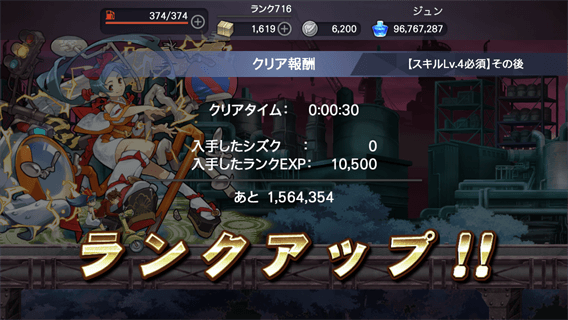 374/374
ランク716
1,619
6,200
ジュン
96,767,287
クリア報酬
【スキルLv.4必須】その後
クリアタイム： 0:00:30
入手したシズク ： 0
入手したランクEXP： 10,500
あと 1,564,354
ランクアップ!!